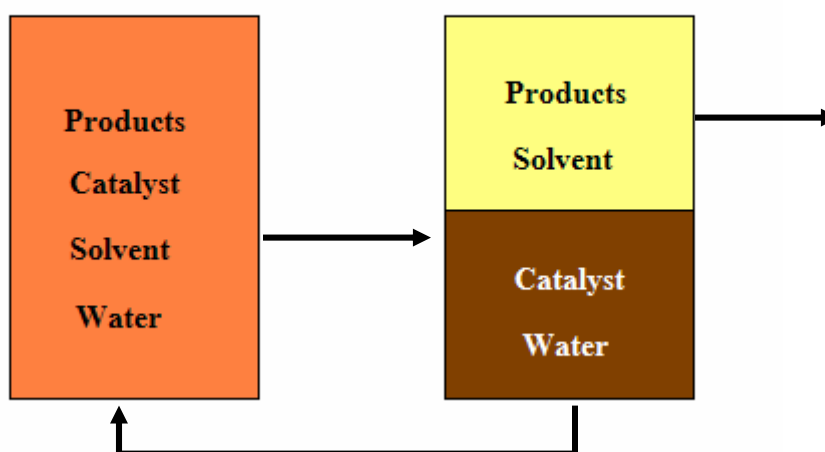 Products
Catalyst
Solvent
Water
Products
Solvent
Catalyst
Water